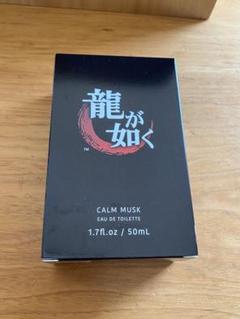 龍が
如く
TM
CALM MUSK
EAU DE TOILETTE
1.7fl.oz / 50mL